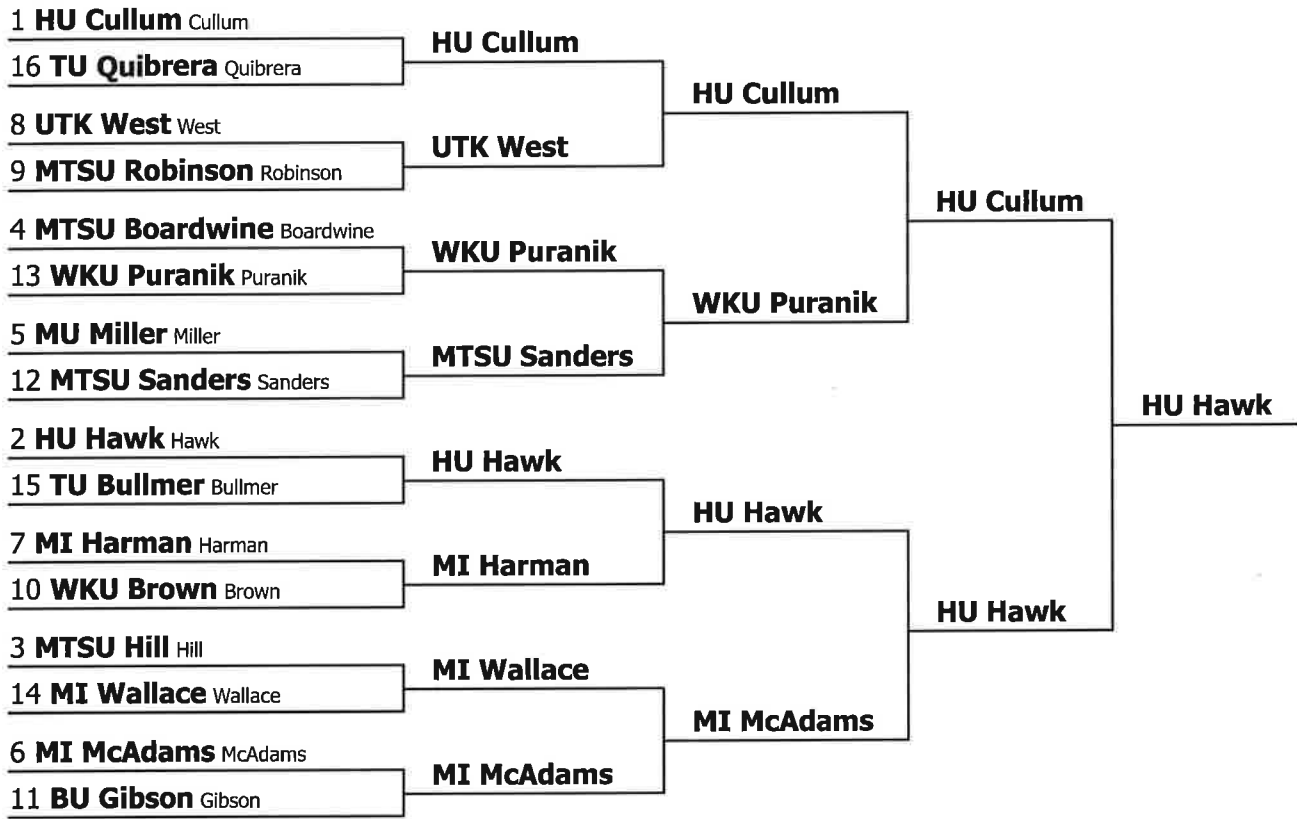 1 HU Cullum Cullum
16 TU Quibrera Quibrera
8 UTK West West
9 MTSU Robinson Robinson
4 MTSU Boardwine Boardwine
13 WKU Puranik Puranik
5 MU Miller Miller
12 MTSU Sanders Sanders
2 HU Hawk Hawk
15 TU Bullmer Bullmer
7 MI Harman Harman
10 WKU Brown Brown
3 MTSU Hill Hill
14 MI Wallace Wallace
6 MI McAdams McAdams
11 BU Gibson Gibson
HU Cullum
UTK West
WKU Puranik
MTSU Sanders
HU Hawk
MI Harman
MI Wallace
MI McAdams
HU Cullum
WKU Puranik
HU Hawk
MI McAdams
HU Cullum
HU Hawk
HU Hawk